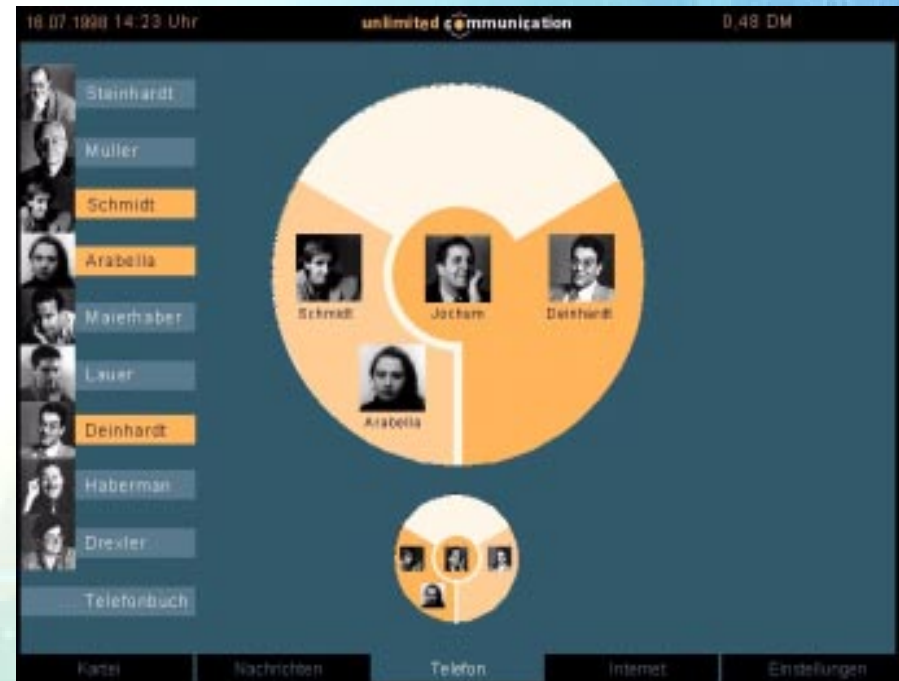 16.07.1998 14:23 Uhr
unlimited communication
0,48 DM
Steinhardt
Müller
Schmidt
Arabella
Maierhaber
Lauer
Deinhardt
Haberman
Drexler
... Telefonbuch
Schmidt
Jochum
Deinhardt
Arabella
Kartei
Nachrichten
Telefon
Internet
Einstellungen